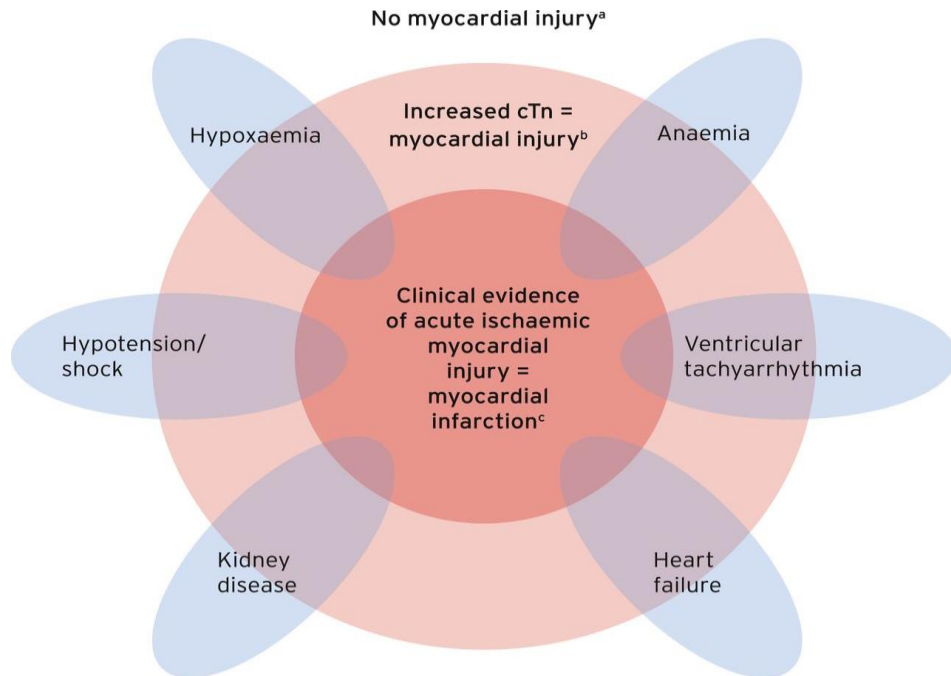 No myocardial injuryᵃ
Increased cTn =
myocardial injuryᵇ
Hypoxaemia
Anaemia
Clinical evidence
of acute ischaemic
myocardial
injury =
myocardial
infarctionᶜ
Hypotension/
shock
Ventricular
tachyarrhythmia
Kidney
disease
Heart
failure